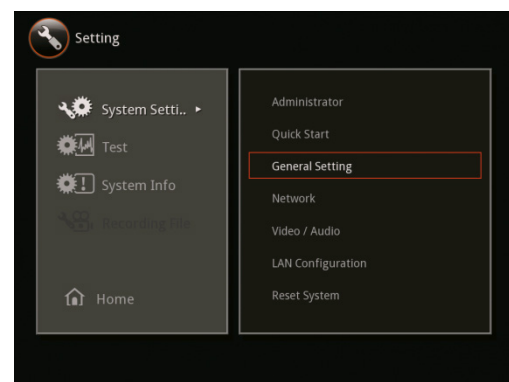 Setting
System Setti..
Test
System Info
Recording File
Home
Administrator
Quick Start
General Setting
Network
Video / Audio
LAN Configuration
Reset System